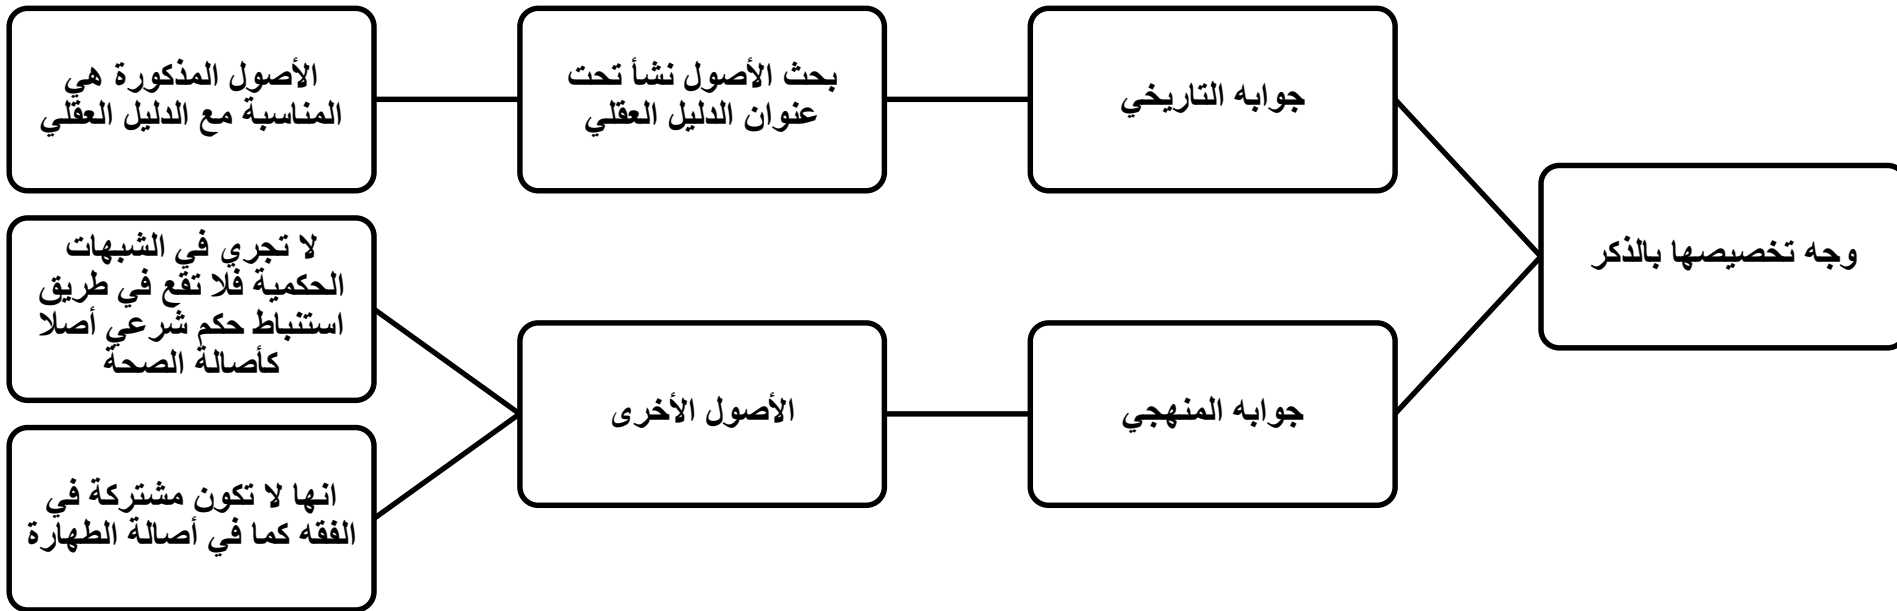 وجه تخصيصها بالذكر
جوابه التاريخي
بحث الأصول نشأ تحت
عنوان الدليل العقلي
الأصول المذكورة هي
المناسبة مع الدليل العقلي
جوابه المنهجي
الأصول الأخرى
لا تجري في الشبهات
الحكمية فلا تقع في طريق
استنباط حكم شرعي أصلا
كأصالة الصحة
انها لا تكون مشتركة في
الفقه كما في أصالة الطهارة